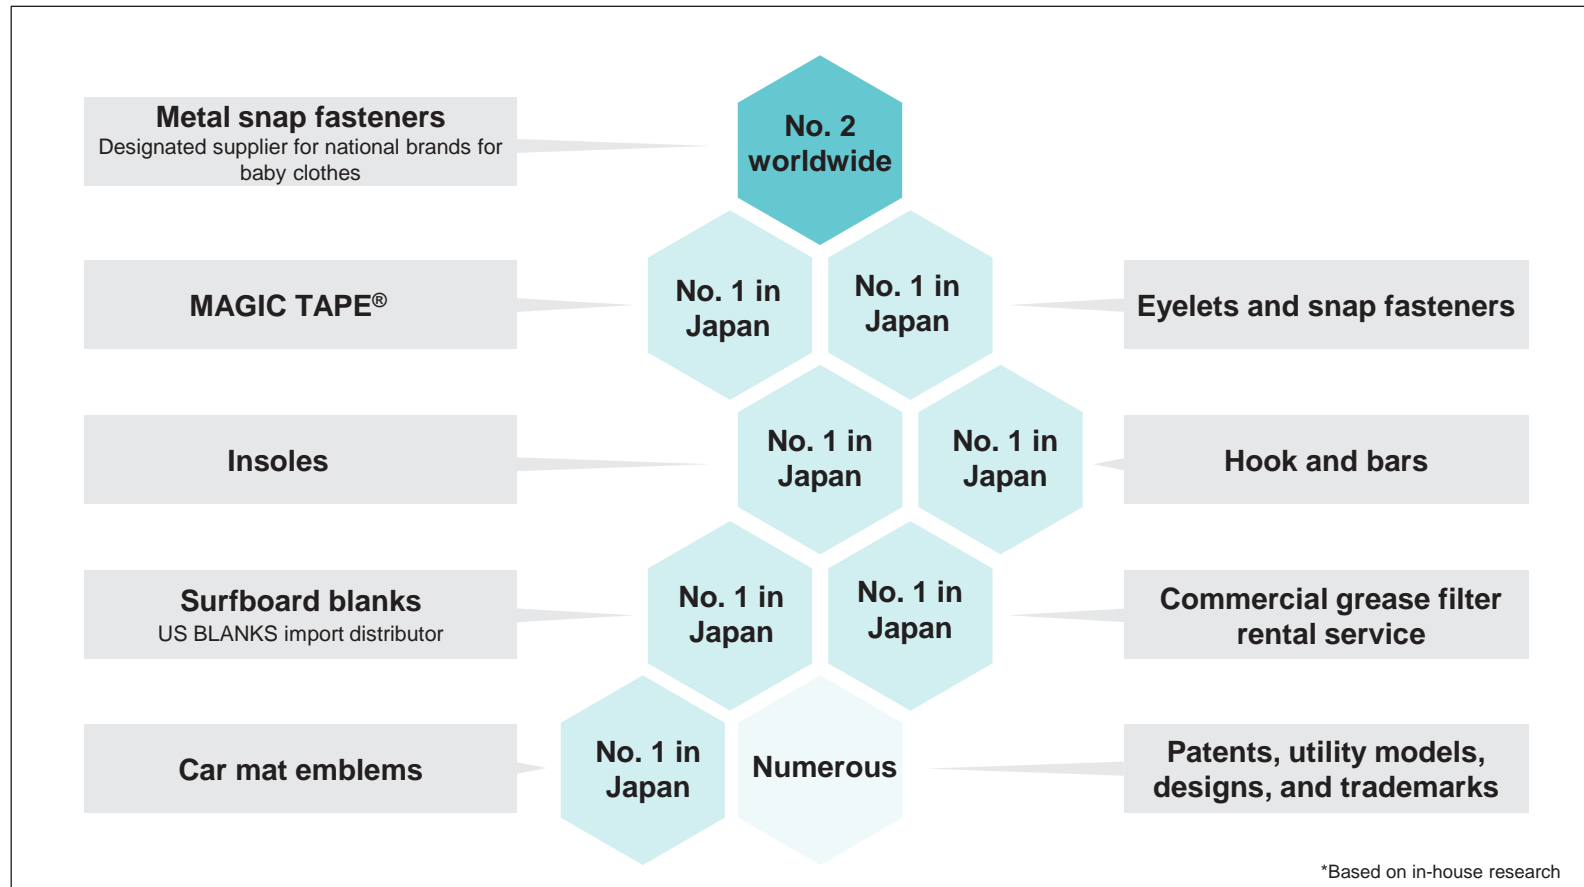 Metal snap fasteners
Designated supplier for national brands for
baby clothes
No. 2
worldwide
MAGIC TAPE®
No. 1 in
Japan
No. 1 in
Japan
Eyelets and snap fasteners
Insoles
No. 1 in
Japan
No. 1 in
Japan
Hook and bars
Surfboard blanks
US BLANKS import distributor
No. 1 in
Japan
No. 1 in
Japan
Commercial grease filter
rental service
Car mat emblems
No. 1 in
Japan
Numerous
Patents, utility models,
designs, and trademarks
*Based on in-house research